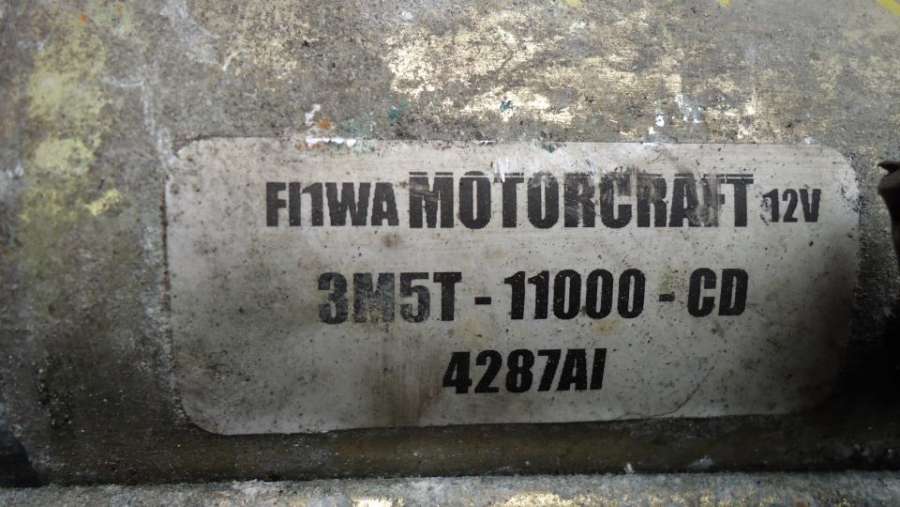 FI1WA MOTORCRAFT 12V
3M5T - 11000 - CD
4287AI